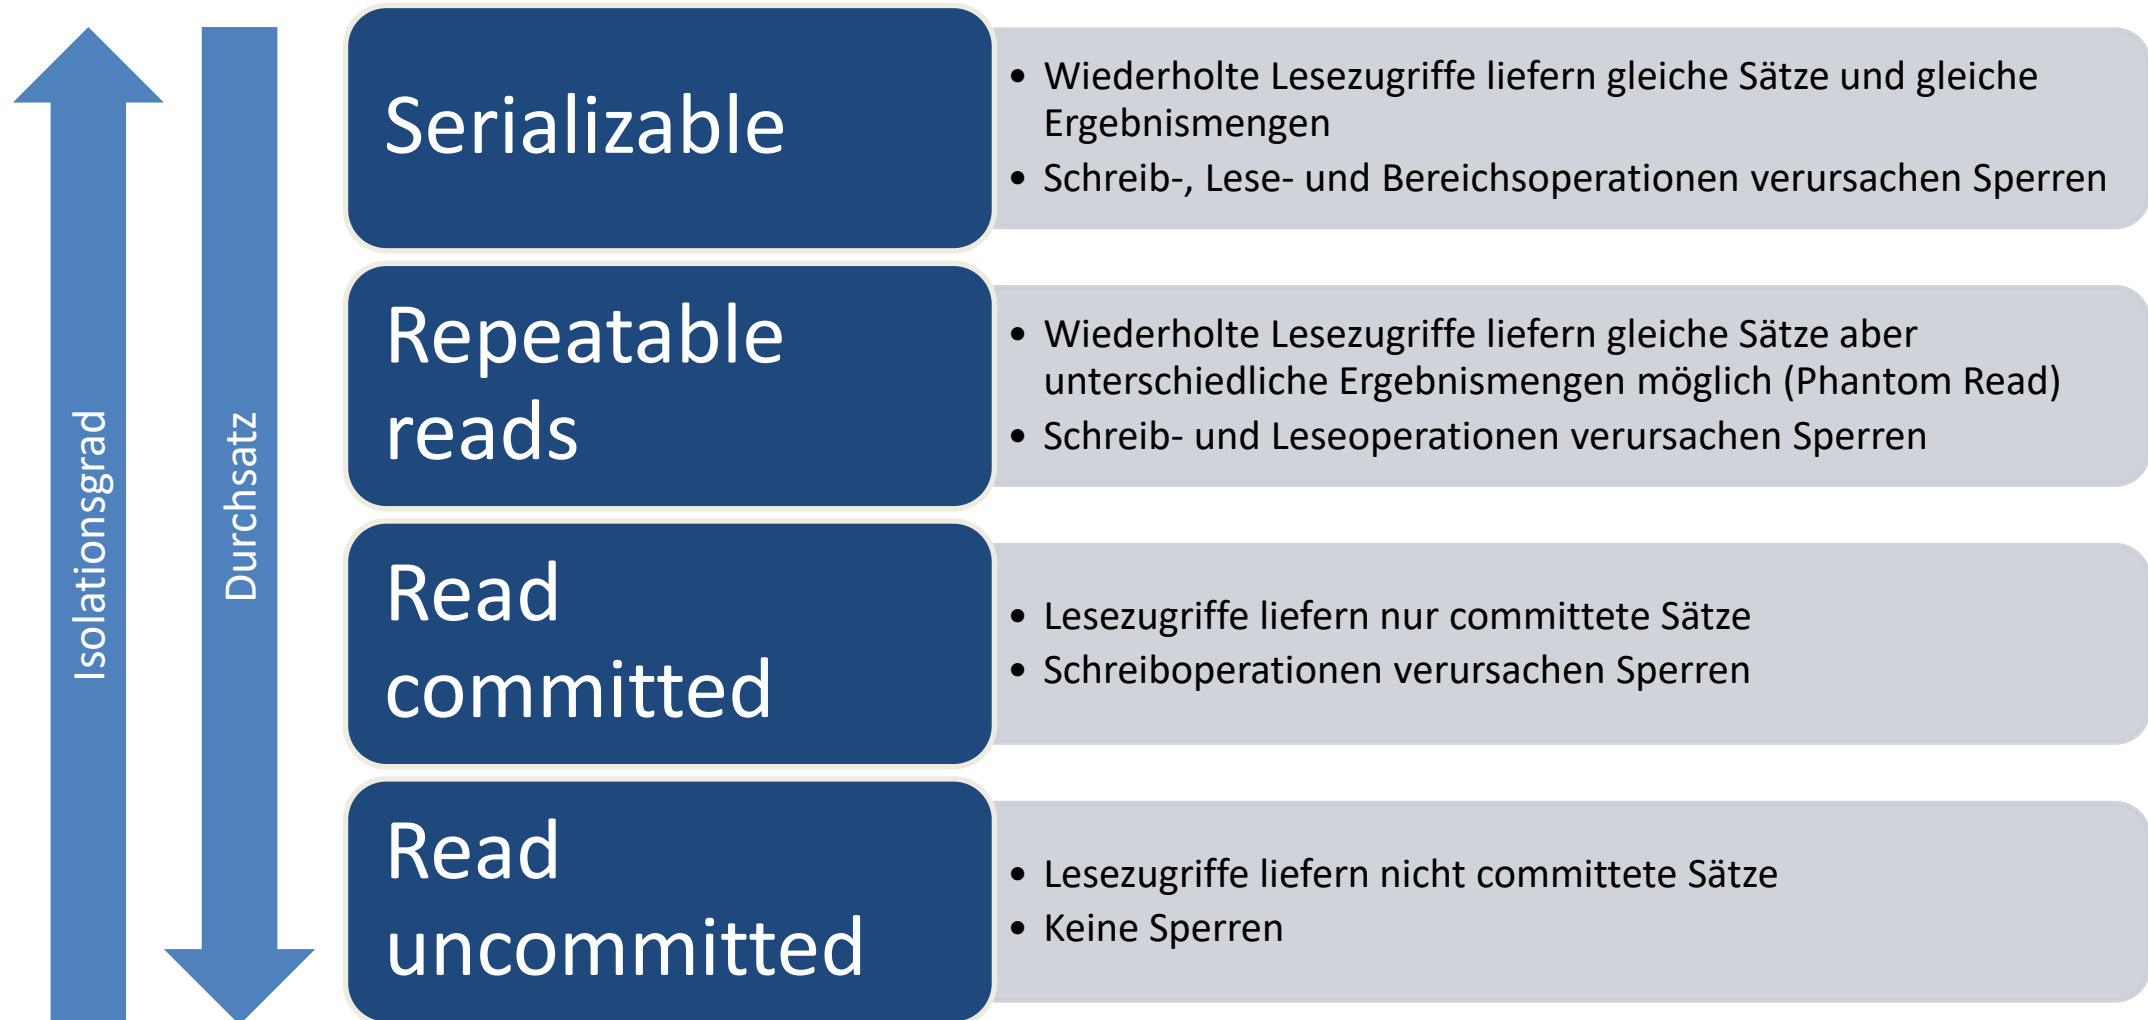 Isolationsgrad
Durchsatz
Serializable
• Wiederholte Lesezugriffe liefern gleiche Sätze und gleiche
Ergebnismengen
• Schreib-, Lese- und Bereichsoperationen verursachen Sperren
Repeatable
reads
• Wiederholte Lesezugriffe liefern gleiche Sätze aber
unterschiedliche Ergebnismengen möglich (Phantom Read)
• Schreib- und Leseoperationen verursachen Sperren
Read
committed
• Lesezugriffe liefern nur committete Sätze
• Schreiboperationen verursachen Sperren
Read
uncommitted
• Lesezugriffe liefern nicht committete Sätze
• Keine Sperren